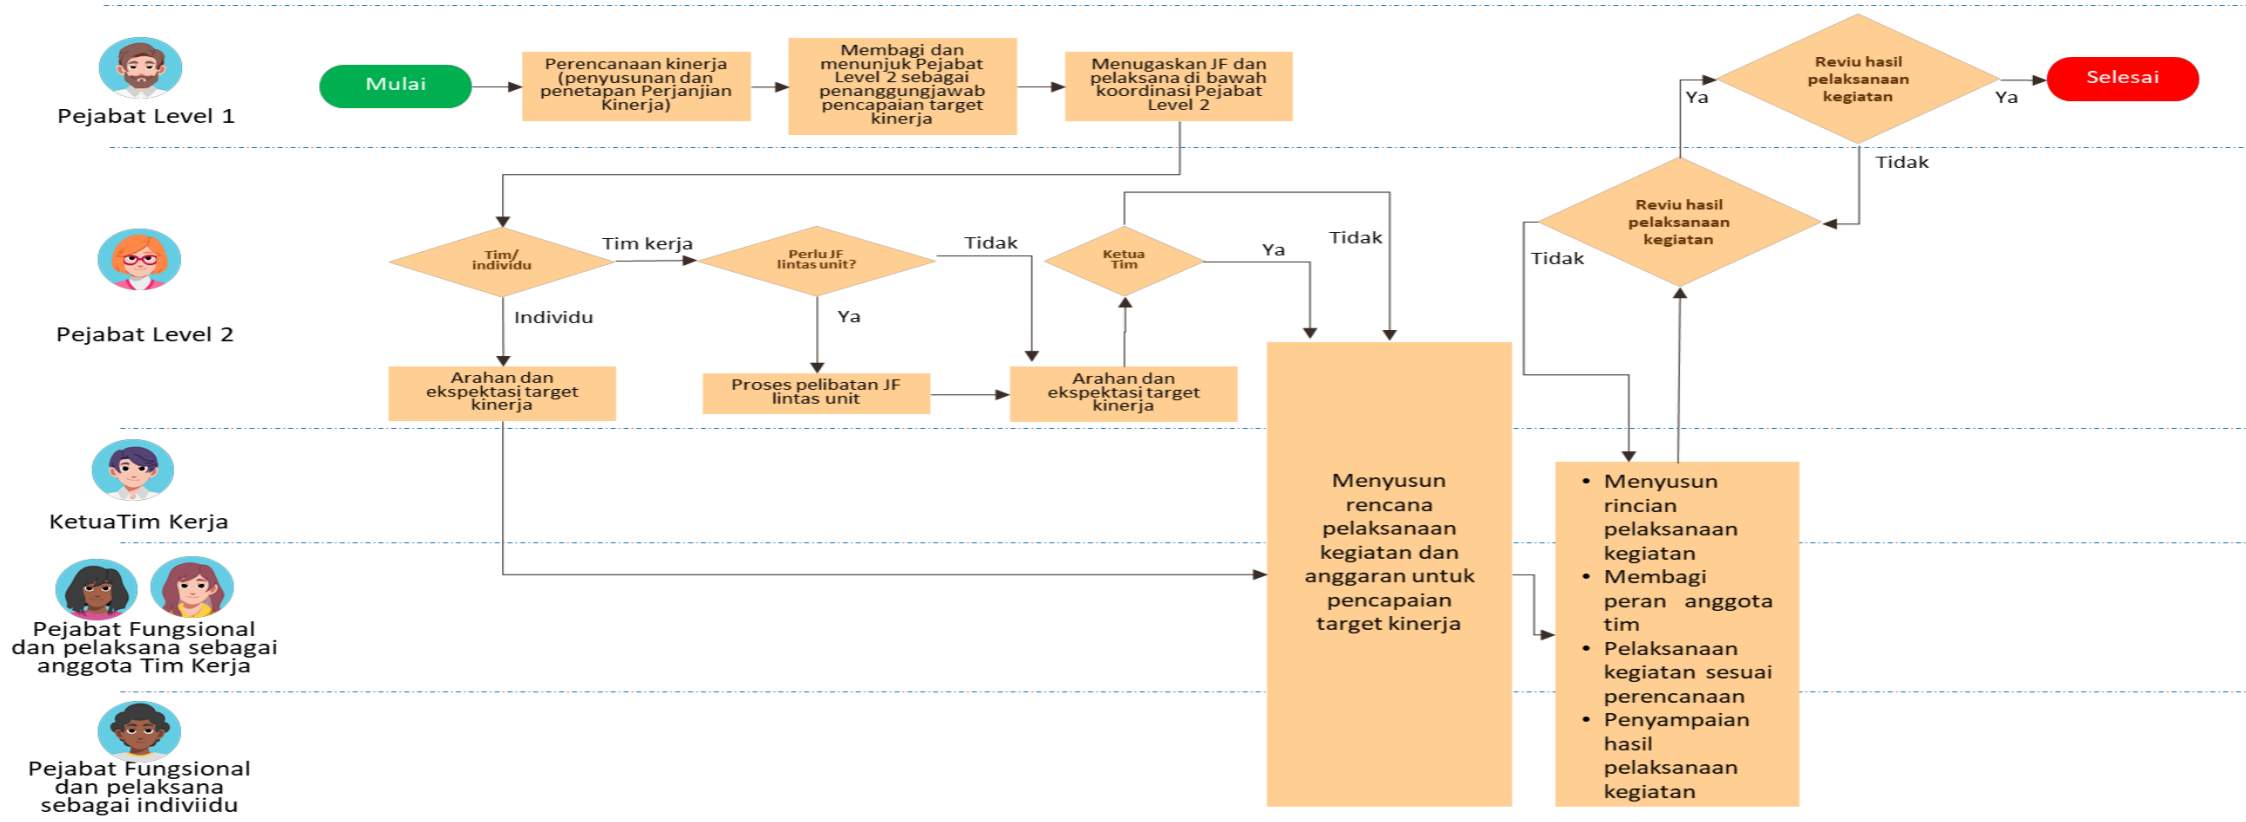 Pejabat Level 1
Mulai
Perencanaan kinerja
(penyusunan dan
penetapan Perjanjian
Kinerja)
Membagi dan
menunjuk Pejabat
Level 2 sebagai
penanggungjawab
pencapaian target
kinerja
Menugaskan JF dan
pelaksana di bawah
koordinasi Pejabat
Level 2
Reviu hasil
pelaksanaan
kegiatan
Ya
Ya
Selesai
Tidak
Pejabat Level 2
Tim/
individu
Tim kerja
Individu
Perlu JF
lintas unit?
Tidak
Ya
Ketua
Tim
Ya
Tidak
Reviu hasil
pelaksanaan
kegiatan
Tidak
Arahan dan
ekspektasi target
kinerja
Proses pelibatan JF
lintas unit
Arahan dan
ekspektasi target
kinerja
KetuaTim Kerja
Pejabat Fungsional
dan pelaksana sebagai
anggota Tim Kerja
Pejabat Fungsional
dan pelaksana
sebagai indiviidu
Menyusun
rencana
pelaksanaan
kegiatan dan
anggaran untuk
pencapaian
target kinerja
• Menyusun
rincian
pelaksanaan
kegiatan
• Membagi
peran anggota
tim
• Pelaksanaan
kegiatan sesuai
perencanaan
• Penyampaian
hasil
pelaksanaan
kegiatan